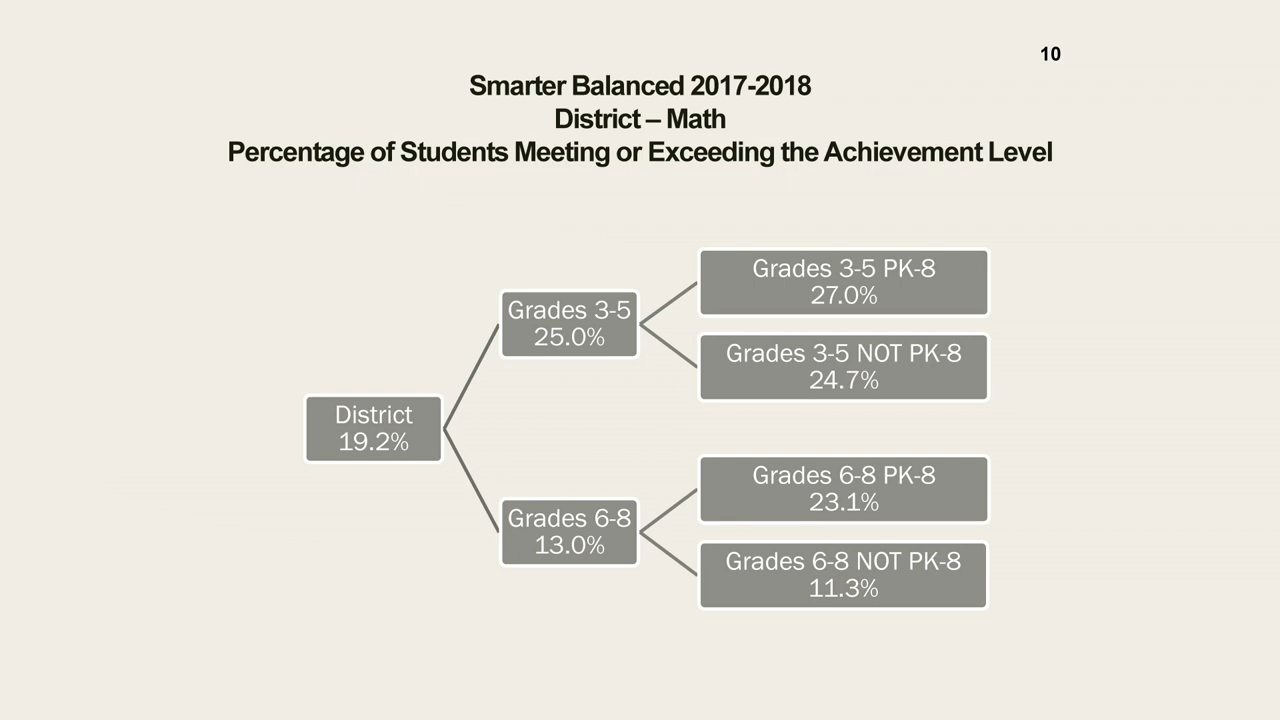 10
Smarter Balanced 2017-2018
District – Math
Percentage of Students Meeting or Exceeding the Achievement Level
District
19.2%
Grades 3-5
25.0%
Grades 3-5 PK-8
27.0%
Grades 3-5 NOT PK-8
24.7%
Grades 6-8
13.0%
Grades 6-8 PK-8
23.1%
Grades 6-8 NOT PK-8
11.3%